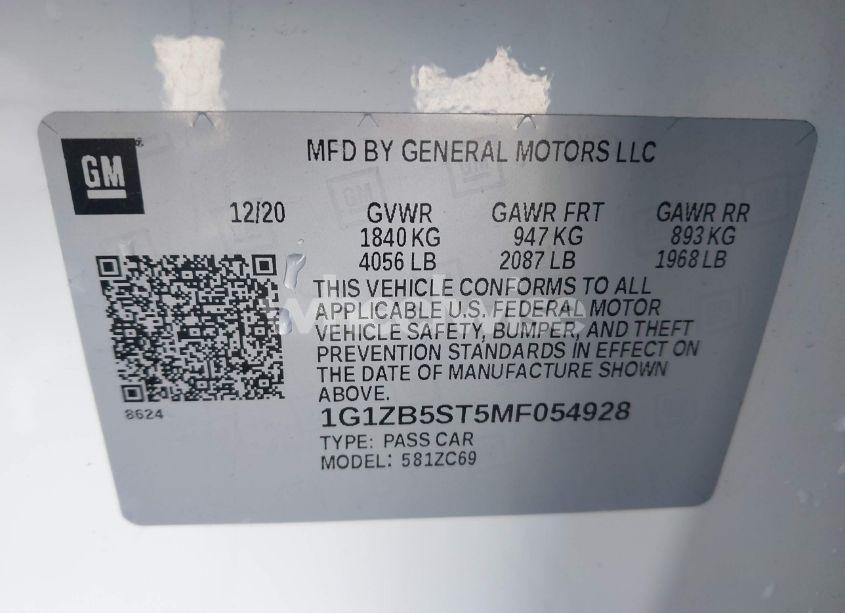 GM
MFD BY GENERAL MOTORS LLC
12/20 GVWR GAWR FRT GAWR RR
1840 KG 947 KG 893 KG
4056 LB 2087 LB 1968 LB
THIS VEHICLE CONFORMS TO ALL
APPLICABLE U.S. FEDERAL MOTOR
VEHICLE SAFETY, BUMPER, AND THEFT
PREVENTION STANDARDS IN EFFECT ON
THE DATE OF MANUFACTURE SHOWN
ABOVE.
8624
1G1ZB5ST5MF054928
TYPE: PASS CAR
MODEL: 581ZC69